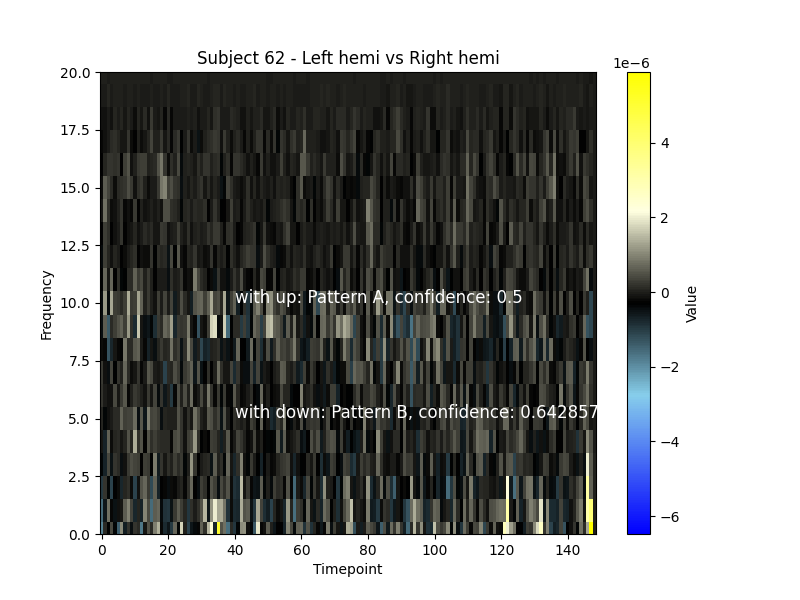 Subject 62 - Left hemi vs Right hemi
1e−6
20.0
17.5
15.0
12.5
10.0
7.5
5.0
2.5
0.0
Frequency
with up: Pattern A, confidence: 0.5
with down: Pattern B, confidence: 0.642857
0 20 40 60 80 100 120 140
Timepoint
4
2
0
−2
−4
−6
Value